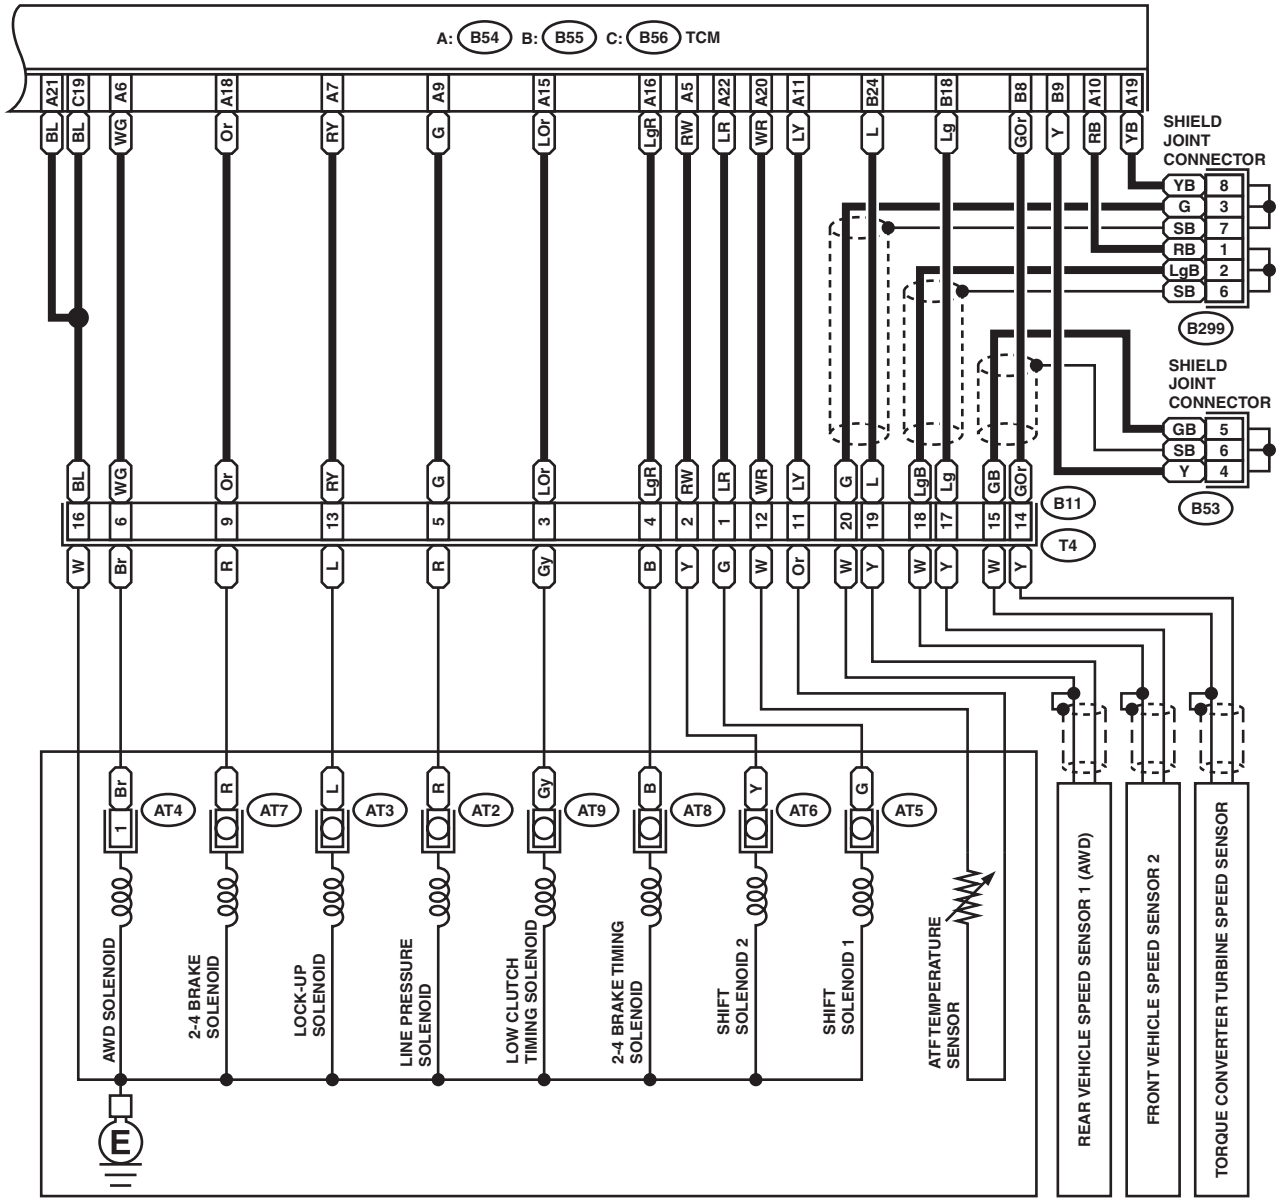 A: B54 B: B55 C: B56 TCM
A21 C19 A6 A18 A7 A9 A15 A16 A5 A22 A20 A11 B24 B18 B8 B9 A10 A19
BL BL WG Or RY G LOr LgR RW LR WR LY L Lg GOr Y RB YB
SHIELD
JOINT
CONNECTOR
YB 8
G 3
SB 7
RB 1
LgB 2
SB 6
B299
SHIELD
JOINT
CONNECTOR
GB 5
SB 6
Y 4
B53
BL WG Or RY G LOr LgR RW LR WR LY G L LgB Lg GB GOr
B11
16 6 9 13 5 3 4 2 1 12 11 20 19 18 17 15 14
T4
W Br R L R Gy B Y G W Or W Y W Y W Y
Br R L R Gy B Y G
1
AT4 AT7 AT3 AT2 AT9 AT8 AT6 AT5
AWD SOLENOID
2-4 BRAKE
SOLENOID
LOCK-UP
SOLENOID
LINE PRESSURE
SOLENOID
LOW CLUTCH
TIMING SOLENOID
2-4 BRAKE TIMING
SOLENOID
SHIFT
SOLENOID 2
SHIFT
SOLENOID 1
ATF TEMPERATURE
SENSOR
REAR VEHICLE SPEED SENSOR 1 (AWD)
FRONT VEHICLE SPEED SENSOR 2
TORQUE CONVERTER TURBINE SPEED SENSOR
E